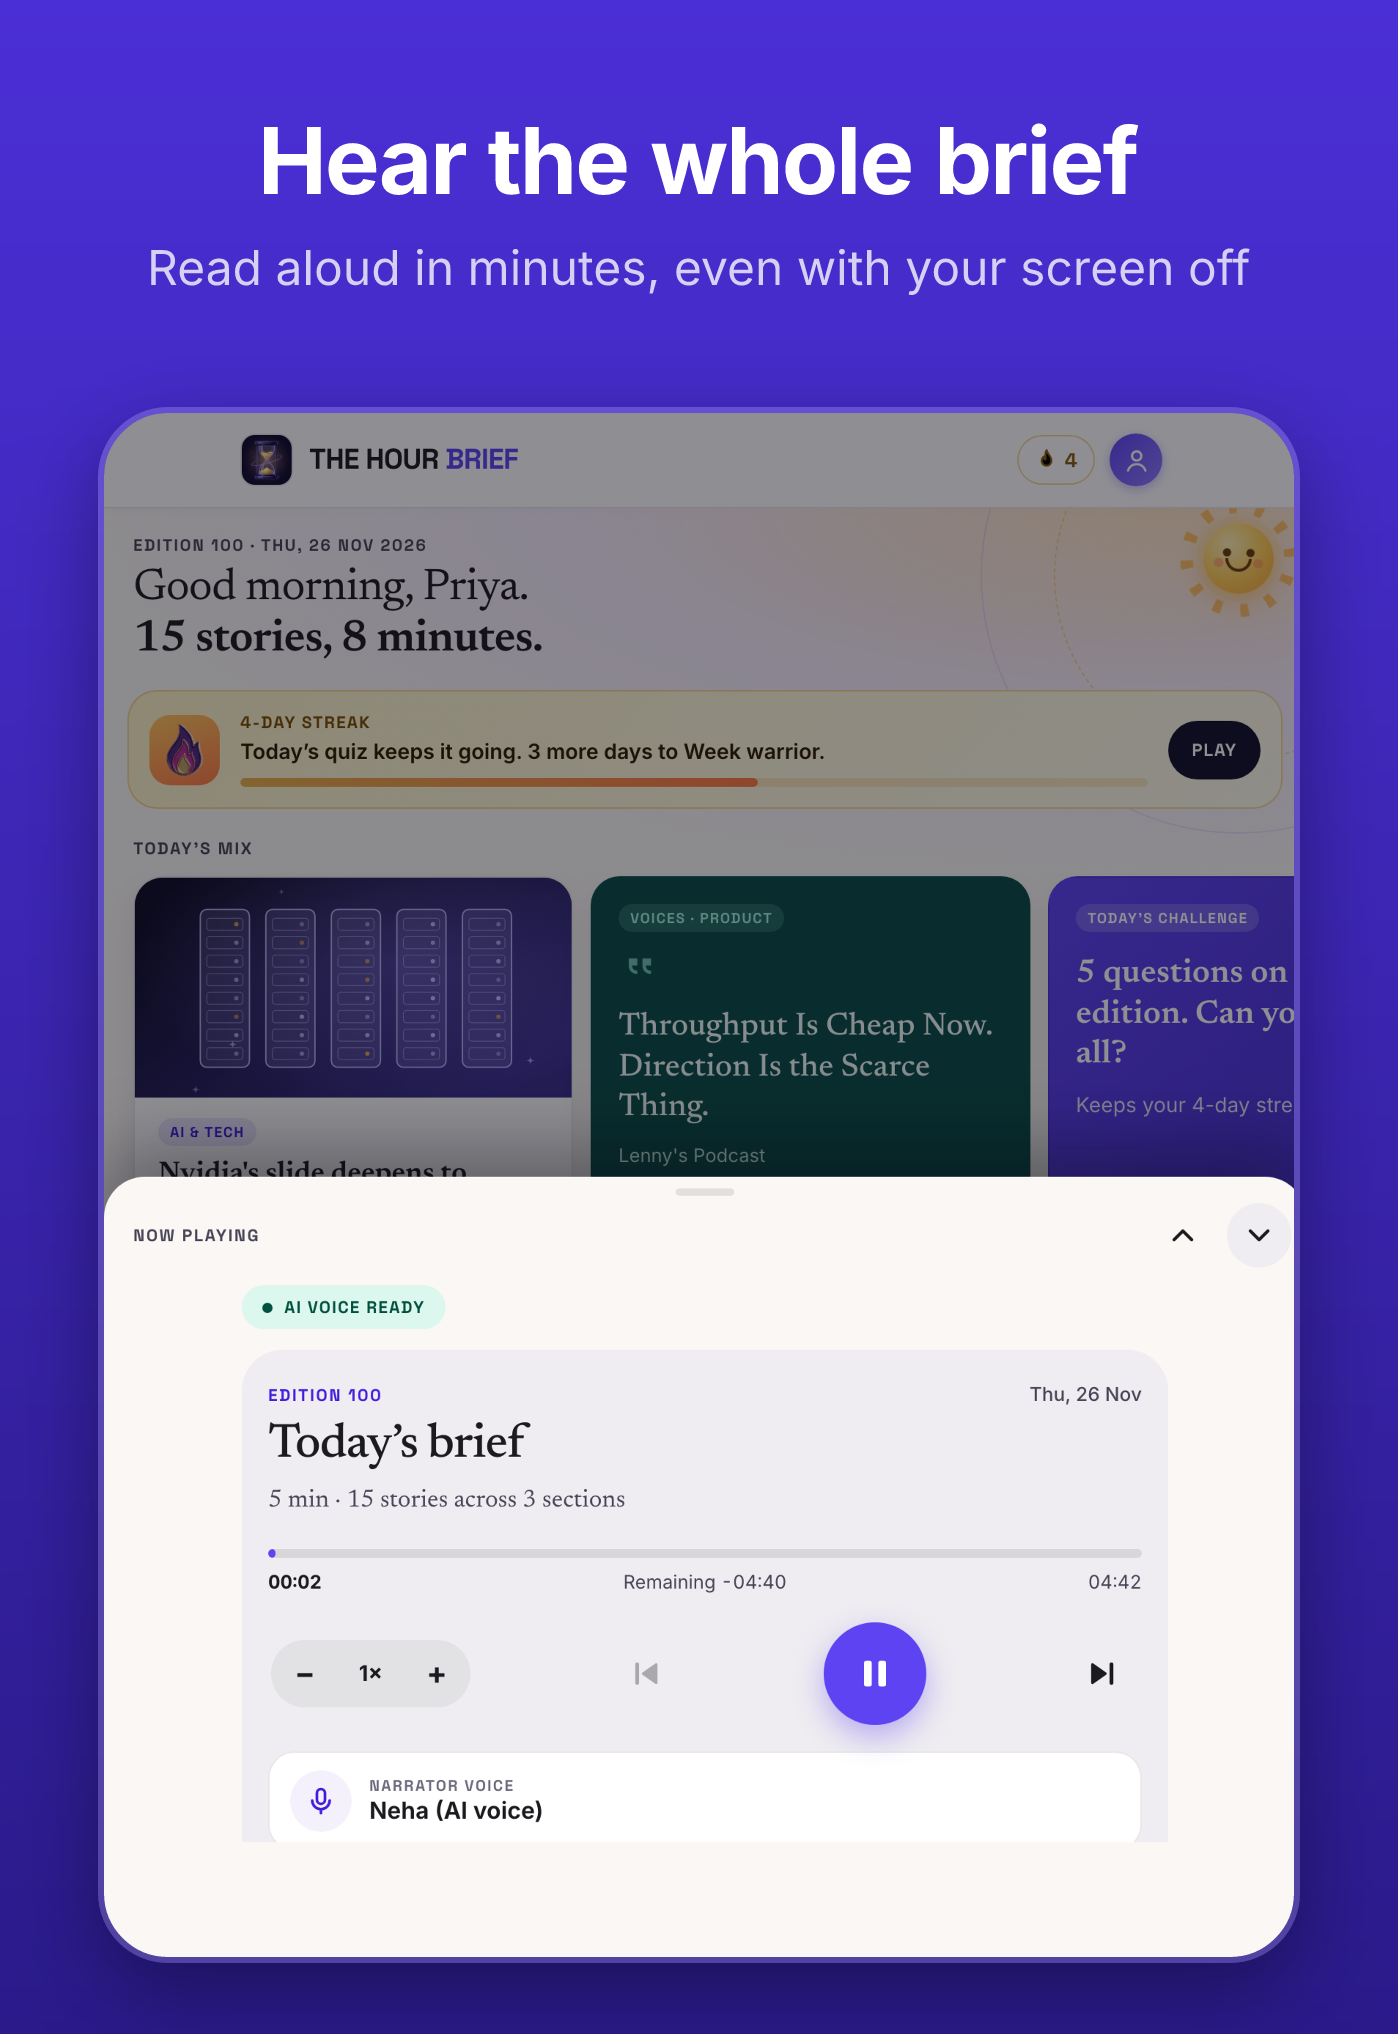 Hear the whole brief
Read aloud in minutes, even with your screen off
THE HOUR BRIEF
4
EDITION 100 · THU, 26 NOV 2026
Good morning, Priya.
15 stories, 8 minutes.
4-DAY STREAK
Today’s quiz keeps it going. 3 more days to Week warrior.
PLAY
TODAY’S MIX
AI & TECH
Nvidia's slide deepens to
VOICES · PRODUCT
Throughput Is Cheap Now.
Direction Is the Scarce
Thing.
Lenny's Podcast
TODAY’S CHALLENGE
5 questions on
edition. Can yo
all?
Keeps your 4-day stre
NOW PLAYING
AI VOICE READY
EDITION 100
Thu, 26 Nov
Today’s brief
5 min · 15 stories across 3 sections
00:02
Remaining -04:40
04:42
− 1× +
NARRATOR VOICE
Neha (AI voice)